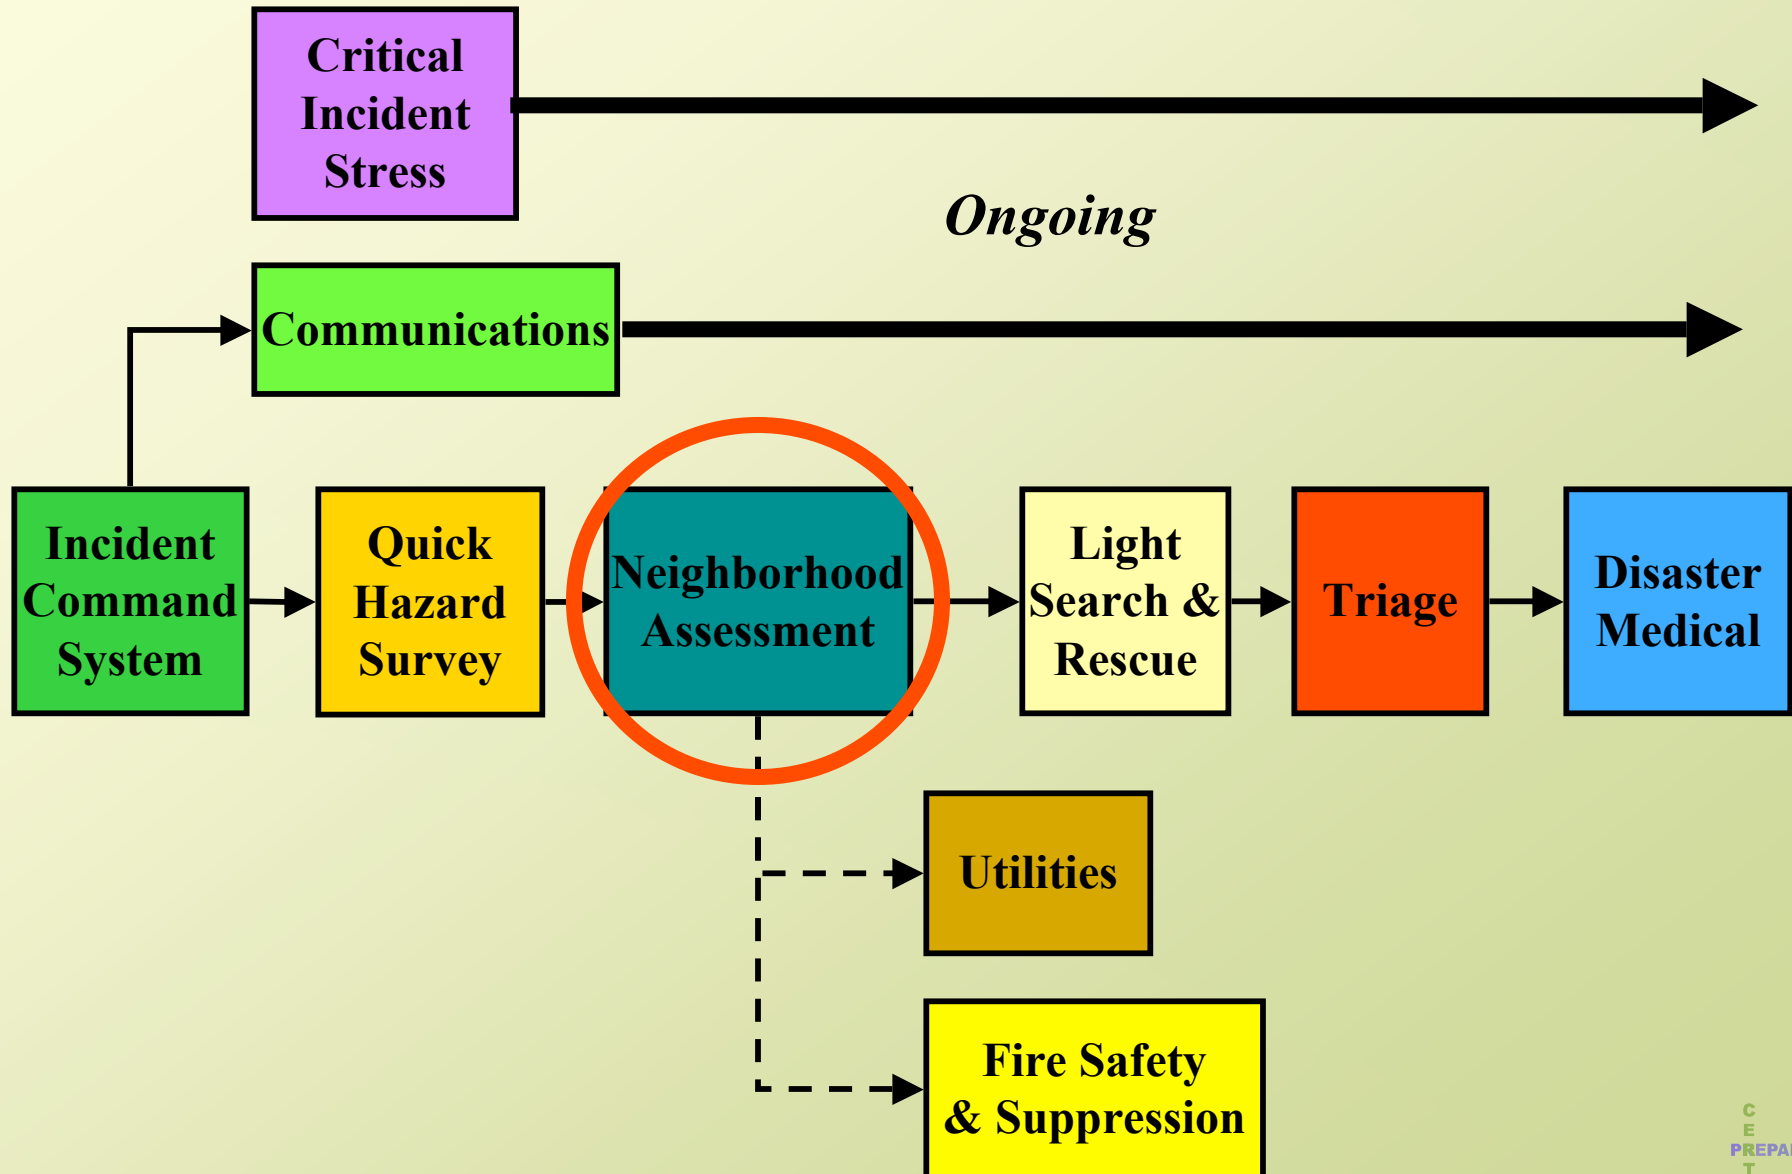 Critical
Incident
Stress
Ongoing
Communications
Incident
Command
System
Quick
Hazard
Survey
Neighborhood
Assessment
Light
Search &
Rescue
Triage
Disaster
Medical
Utilities
Fire Safety
& Suppression
CERT